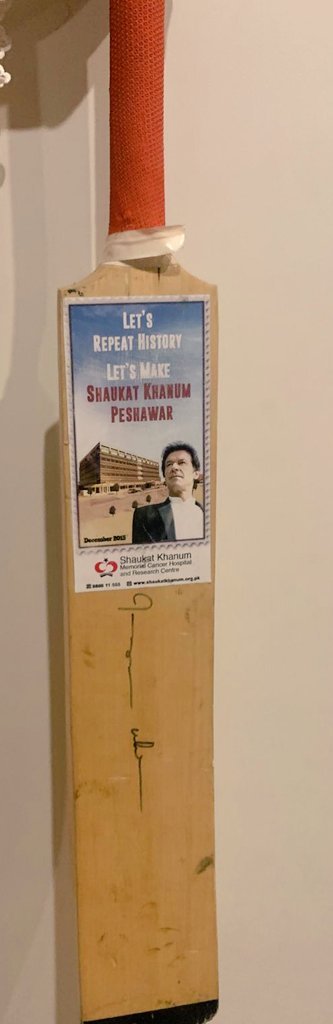 LET'S
REPEAT HISTORY
LET'S MAKE
SHAUKAT KHANUM
PESHAWAR
December 2015
Shaukat Khanum
Memorial Cancer Hospital
and Research Centre
0800 11 555 www.shaukatkhanum.org.pk